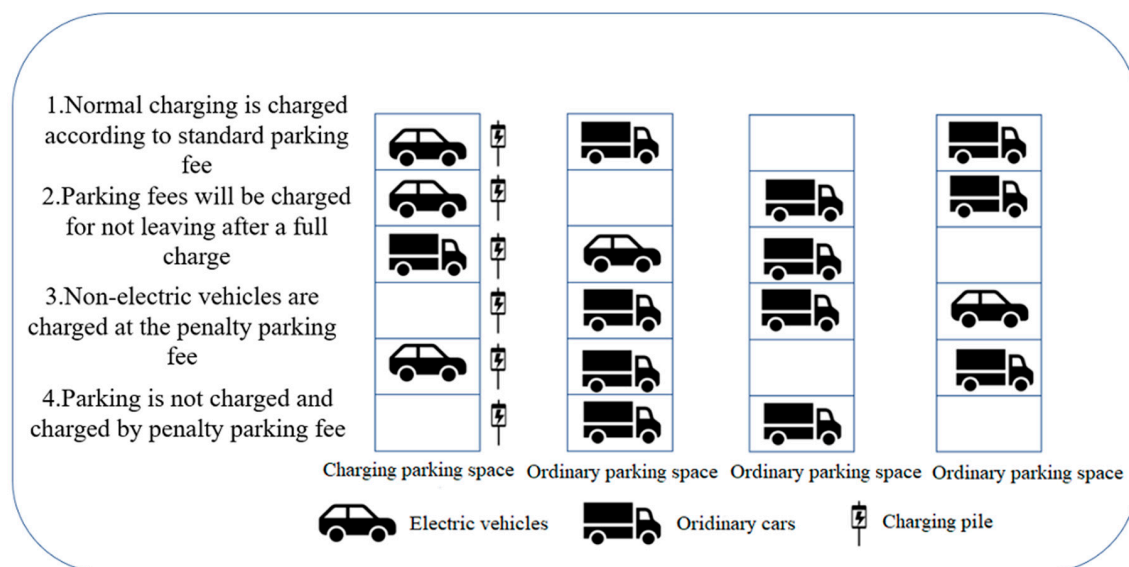 1.Normal charging is charged
according to standard parking
fee
2.Parking fees will be charged
for not leaving after a full
charge
3.Non-electric vehicles are
charged at the penalty parking
fee
4.Parking is not charged and
charged by penalty parking fee
Charging parking space
Ordinary parking space
Ordinary parking space
Ordinary parking space
Electric vehicles
Oridinary cars
Charging pile